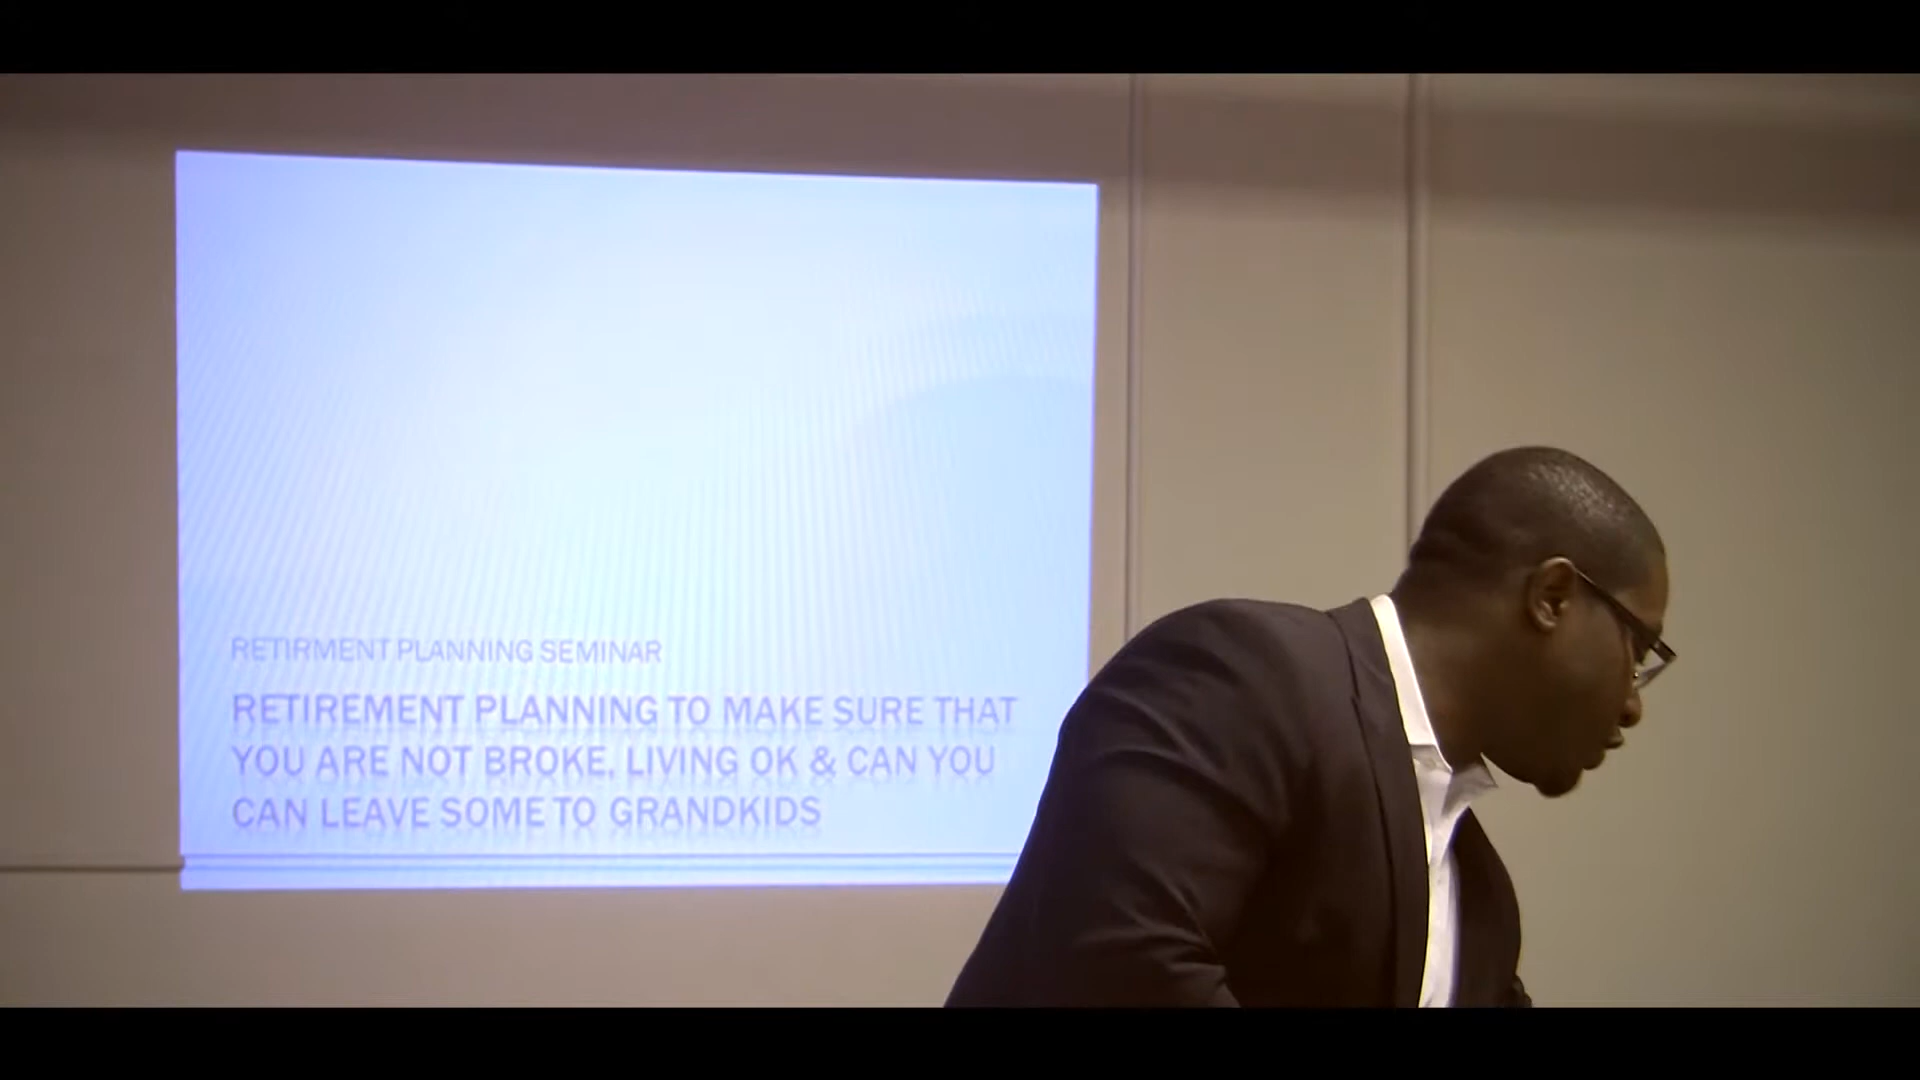 RETIRMENT PLANNING SEMINAR
RETIREMENT PLANNING TO MAKE SURE THAT
YOU ARE NOT BROKE, LIVING OK & CAN YOU
CAN LEAVE SOME TO GRANDKIDS